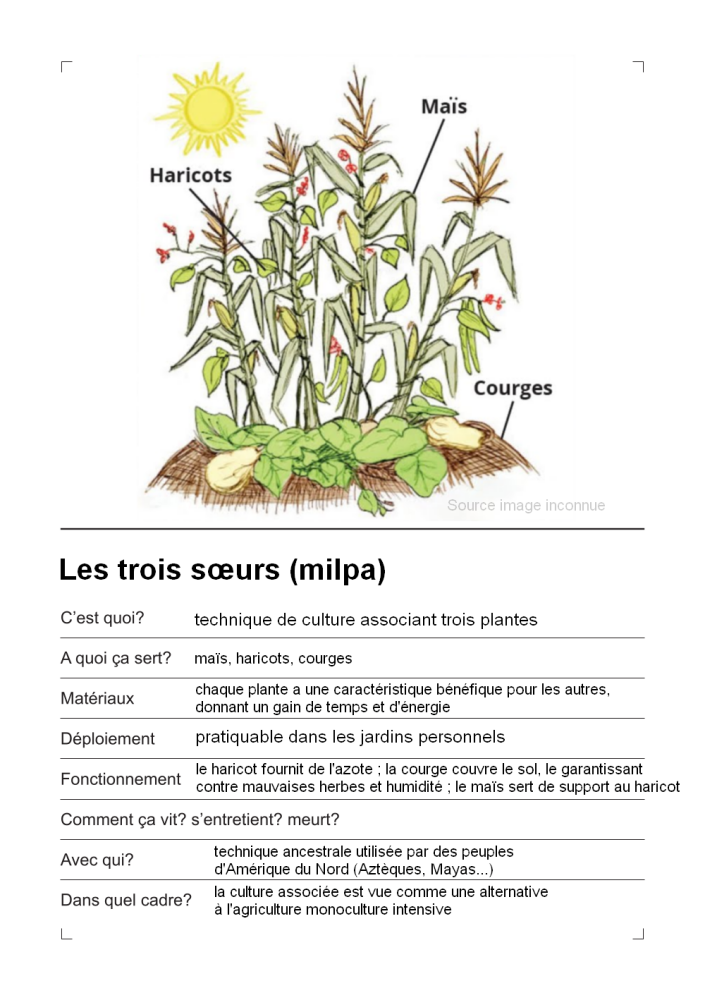 Maïs
Haricots
Courges
Source image inconnue
Les trois sœurs (milpa)
C'est quoi? technique de culture associant trois plantes
A quoi ça sert? maïs, haricots, courges
Matériaux chaque plante a une caractéristique bénéfique pour les autres,
donnant un gain de temps et d'énergie
Déploiement pratiquable dans les jardins personnels
Fonctionnement le haricot fournit de l'azote ; la courge couvre le sol, le garantissant
contre mauvaises herbes et humidité ; le maïs sert de support au haricot
Comment ça vit? s'entretient? meurt?
Avec qui? technique ancestrale utilisée par des peuples
d'Amérique du Nord (Aztèques, Mayas...)
Dans quel cadre? la culture associée est vue comme une alternative
à l'agriculture monoculture intensive